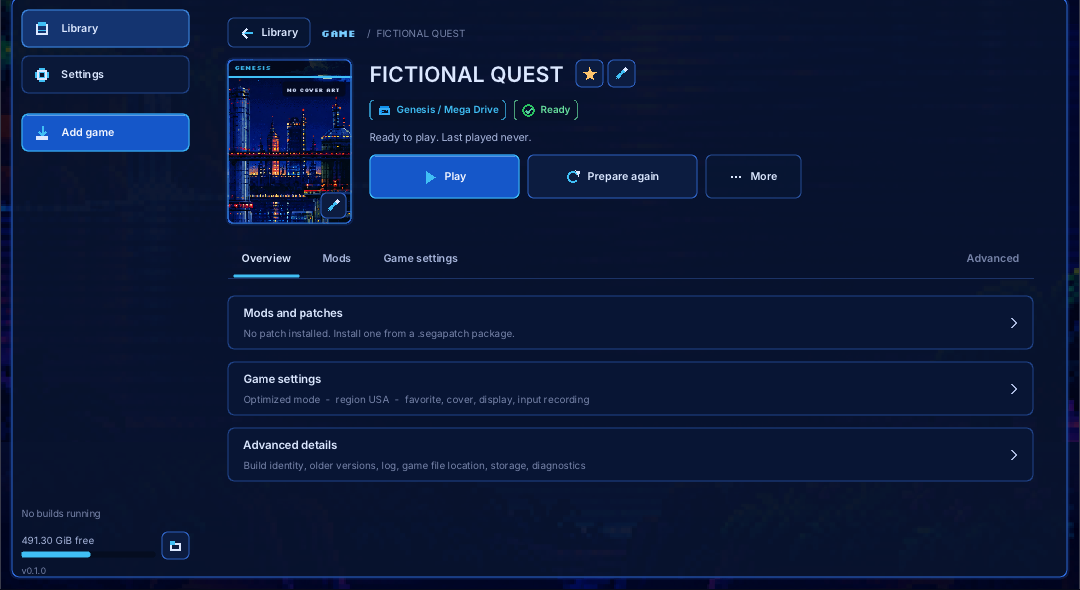 Library
Settings
Add game
Library
GAME / FICTIONAL QUEST
GENESIS
NO COVER ART
FICTIONAL QUEST
Genesis / Mega Drive
Ready
Ready to play. Last played never.
Play
Prepare again
More
Overview
Mods
Game settings
Advanced
Mods and patches
No patch installed. Install one from a .segapatch package.
Game settings
Optimized mode - region USA - favorite, cover, display, input recording
Advanced details
Build identity, older versions, log, game file location, storage, diagnostics
No builds running
491.30 GiB free
v0.1.0